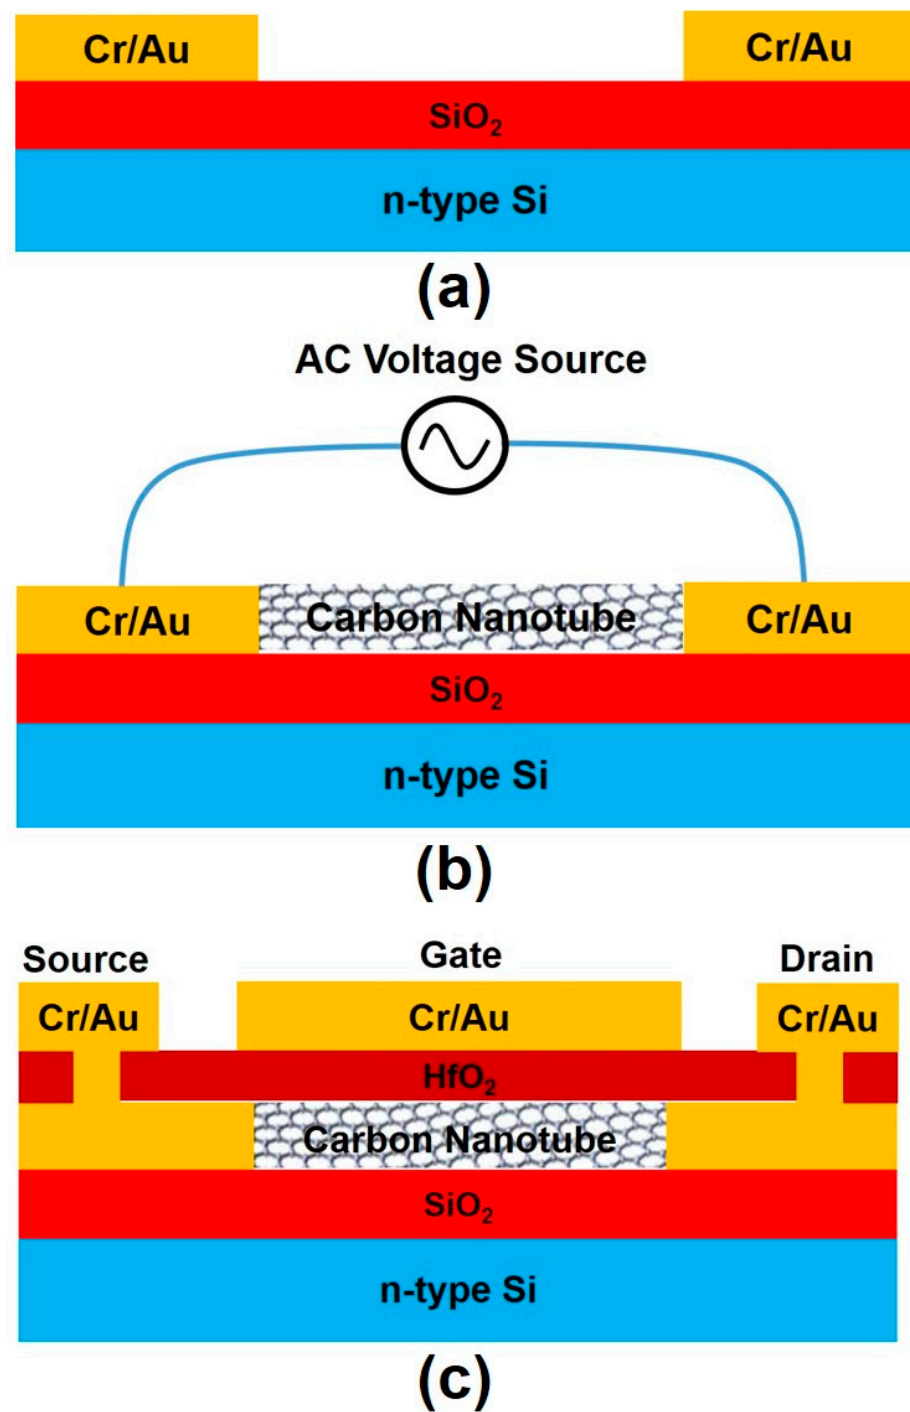 Cr/Au Cr/Au
SiO₂
n-type Si
(a)
AC Voltage Source
Cr/Au Carbon Nanotube Cr/Au
SiO₂
n-type Si
(b)
Source Gate Drain
Cr/Au Cr/Au Cr/Au
HfO₂
Carbon Nanotube
SiO₂
n-type Si
(c)